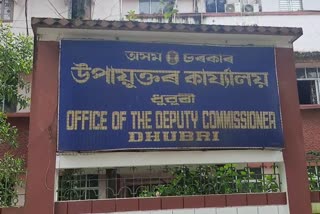 অসম চৰকাৰ
উপায়ুক্তৰ কাৰ্য্যালয়
ধুবুৰী
OFFICE OF THE DEPUTY COMMISSIONER
DHUBRI